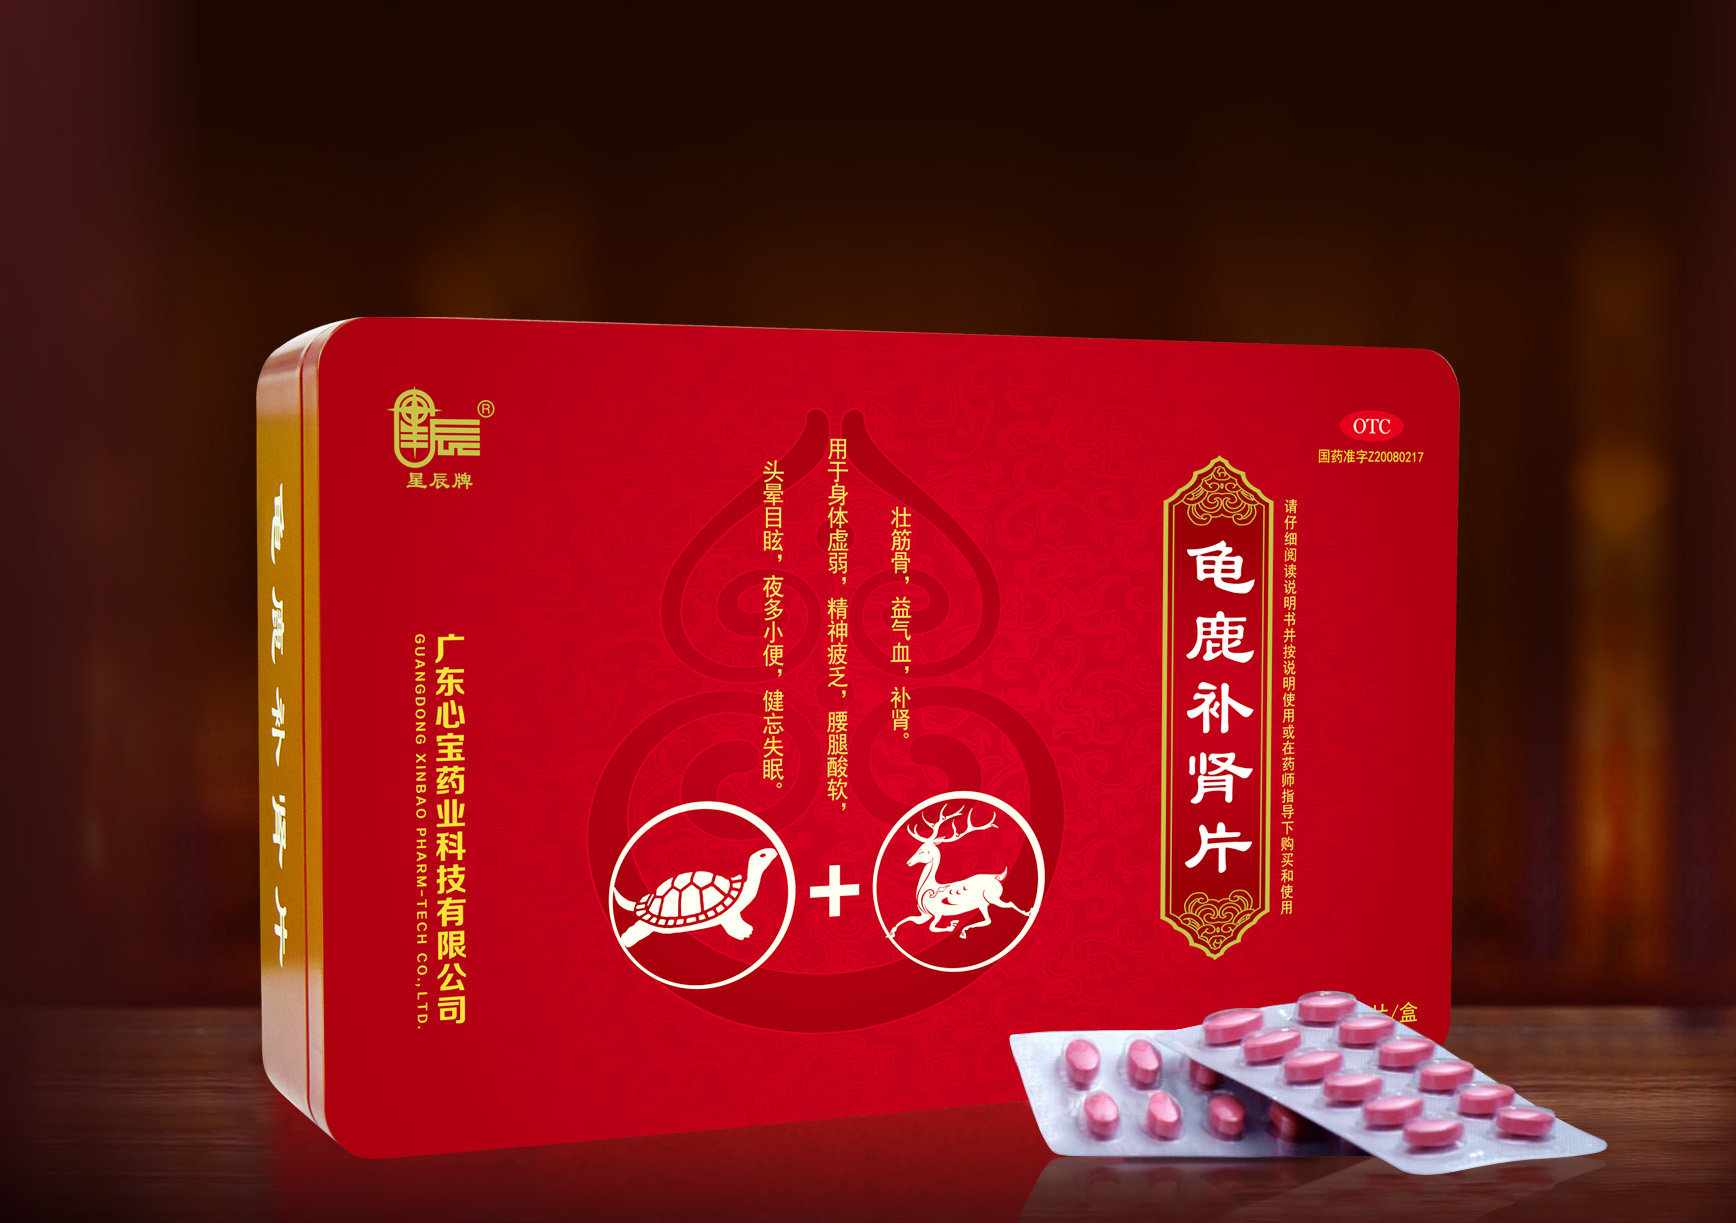 星辰牌
®
OTC
国药准字Z20080217
请仔细阅读说明书并按说明使用或在药师指导下购买和使用
龟鹿补肾片
壮筋骨，益气血，补肾。
用于身体虚弱，精神疲乏，腰腿酸软，
头晕目眩，夜多小便，健忘失眠。
广东心宝药业科技有限公司
GUANGDONG XINBAO PHARM-TECH CO.,LTD.
龟鹿补肾片
片/盒